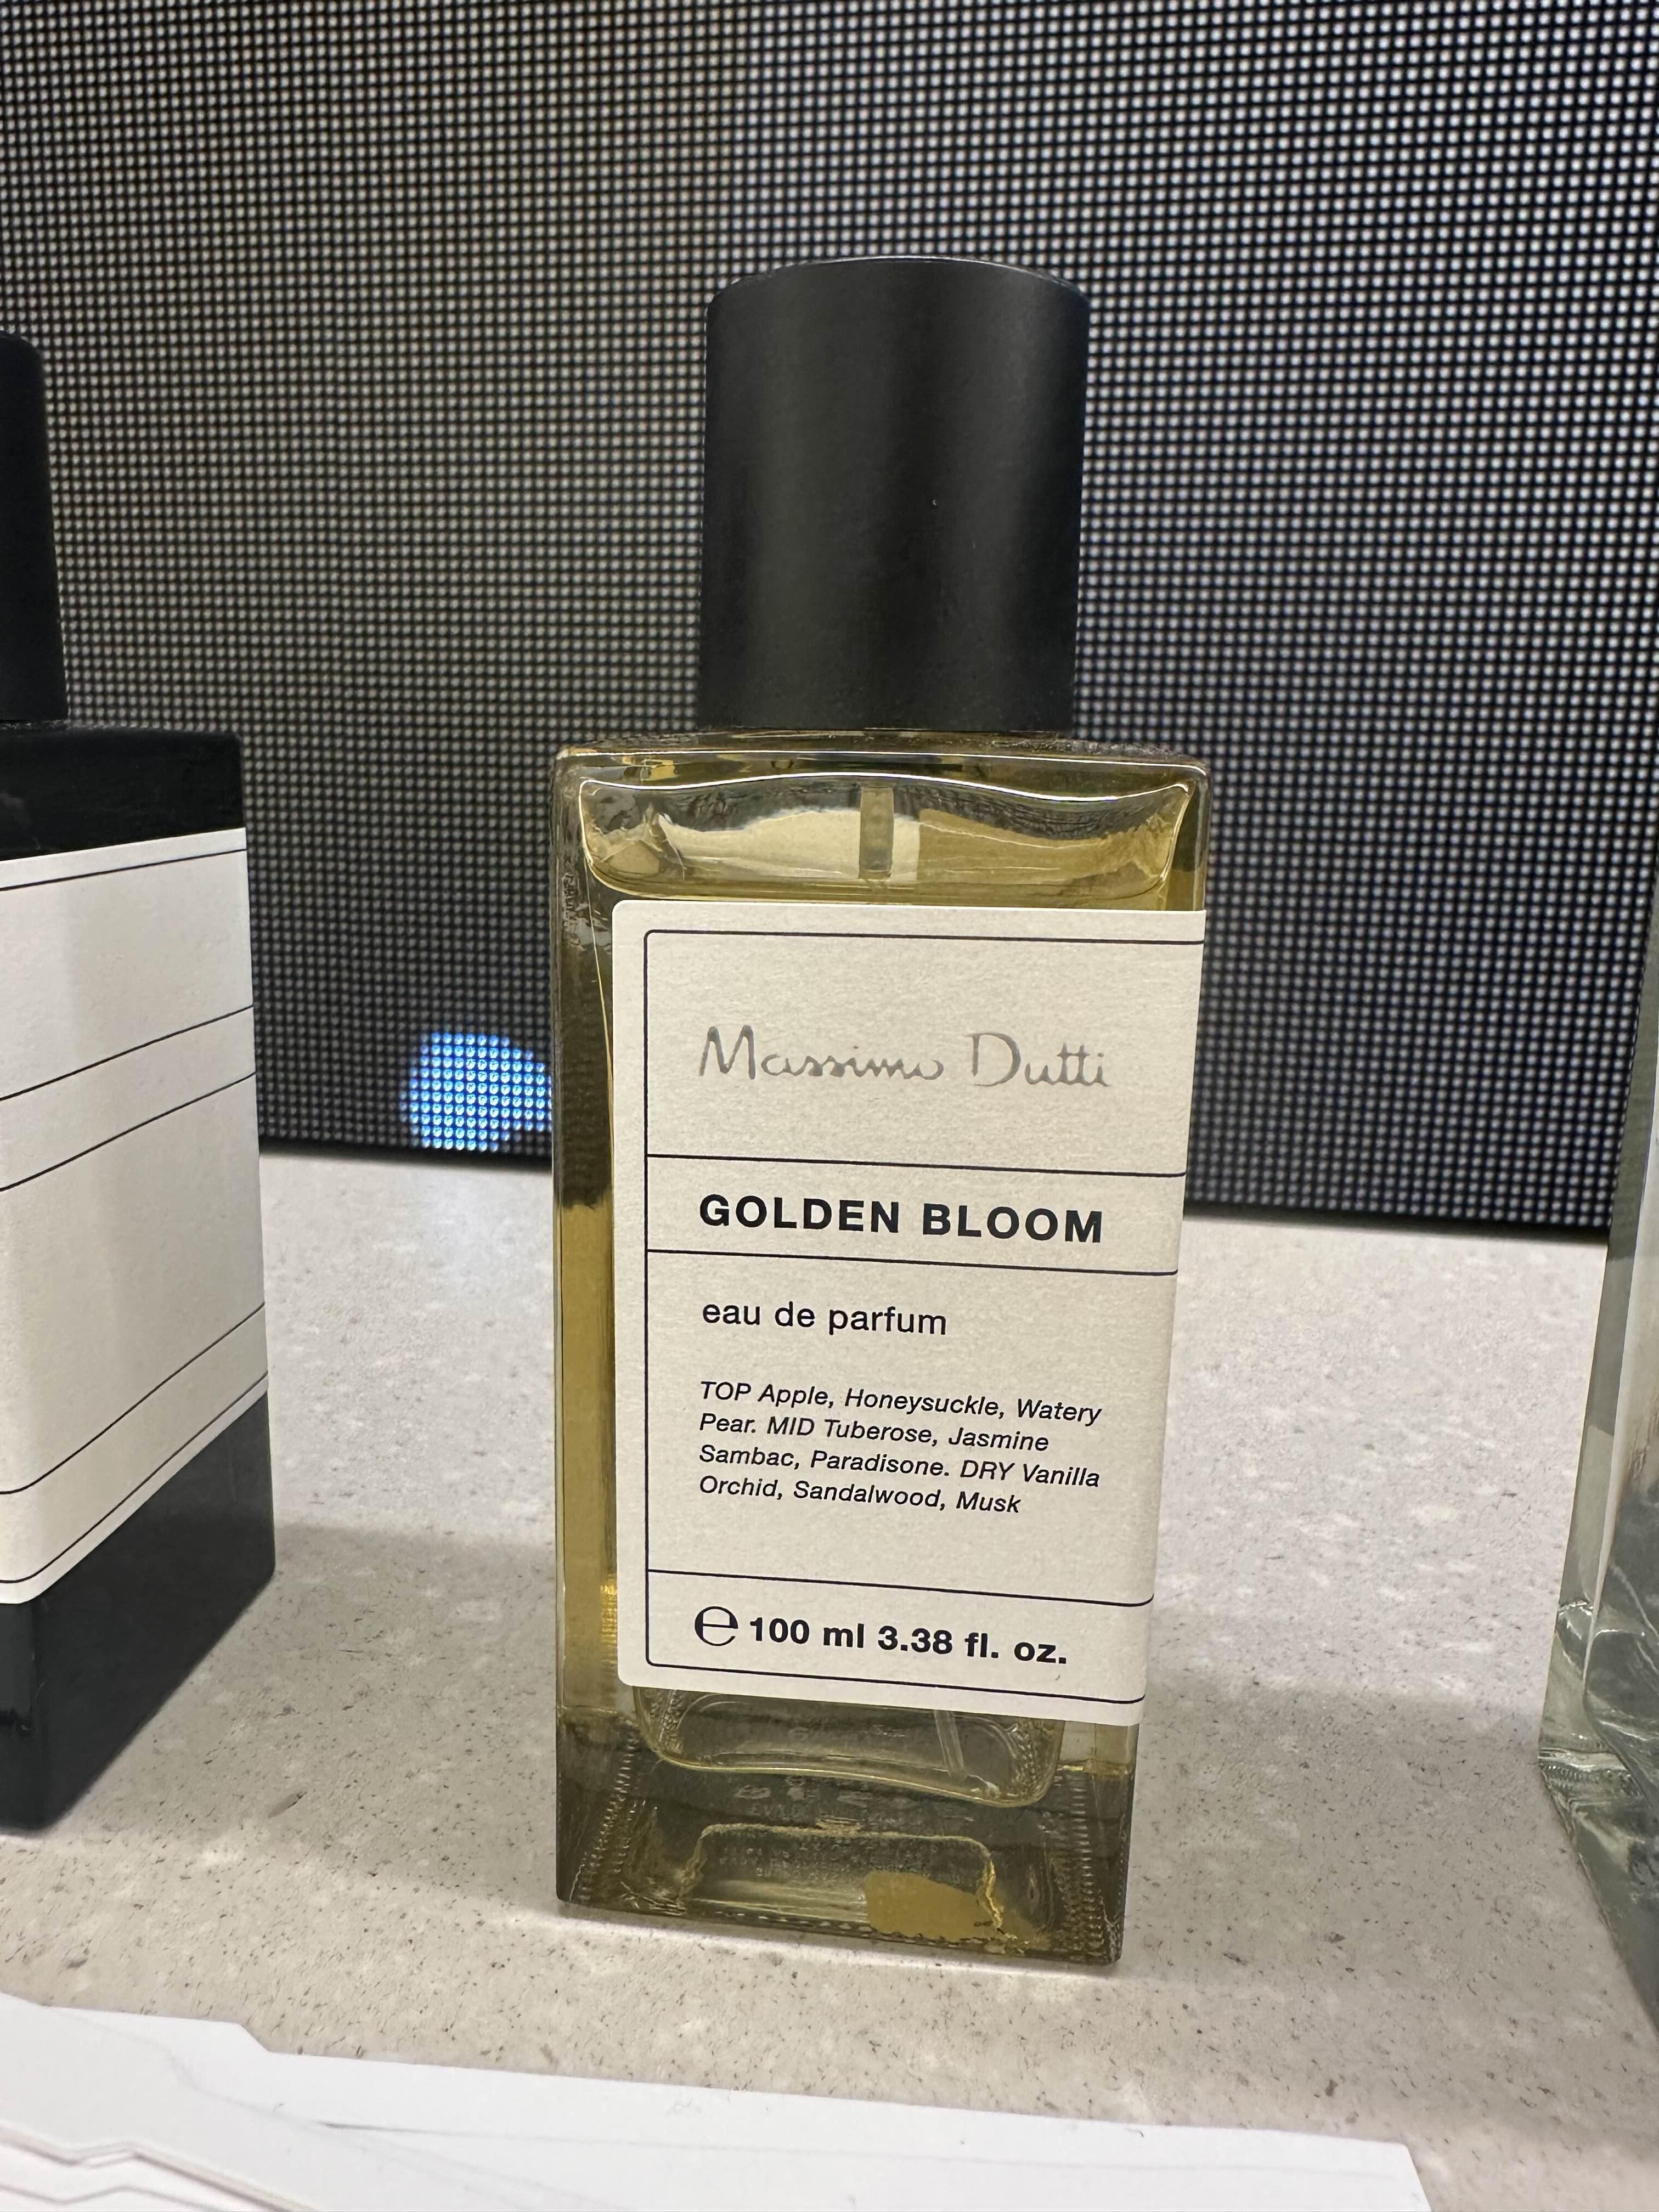 Massimo Dutti
GOLDEN BLOOM
eau de parfum
TOP Apple, Honeysuckle, Watery
Pear. MID Tuberose, Jasmine
Sambac, Paradisone. DRY Vanilla
Orchid, Sandalwood, Musk
℮ 100 ml 3.38 fl. oz.